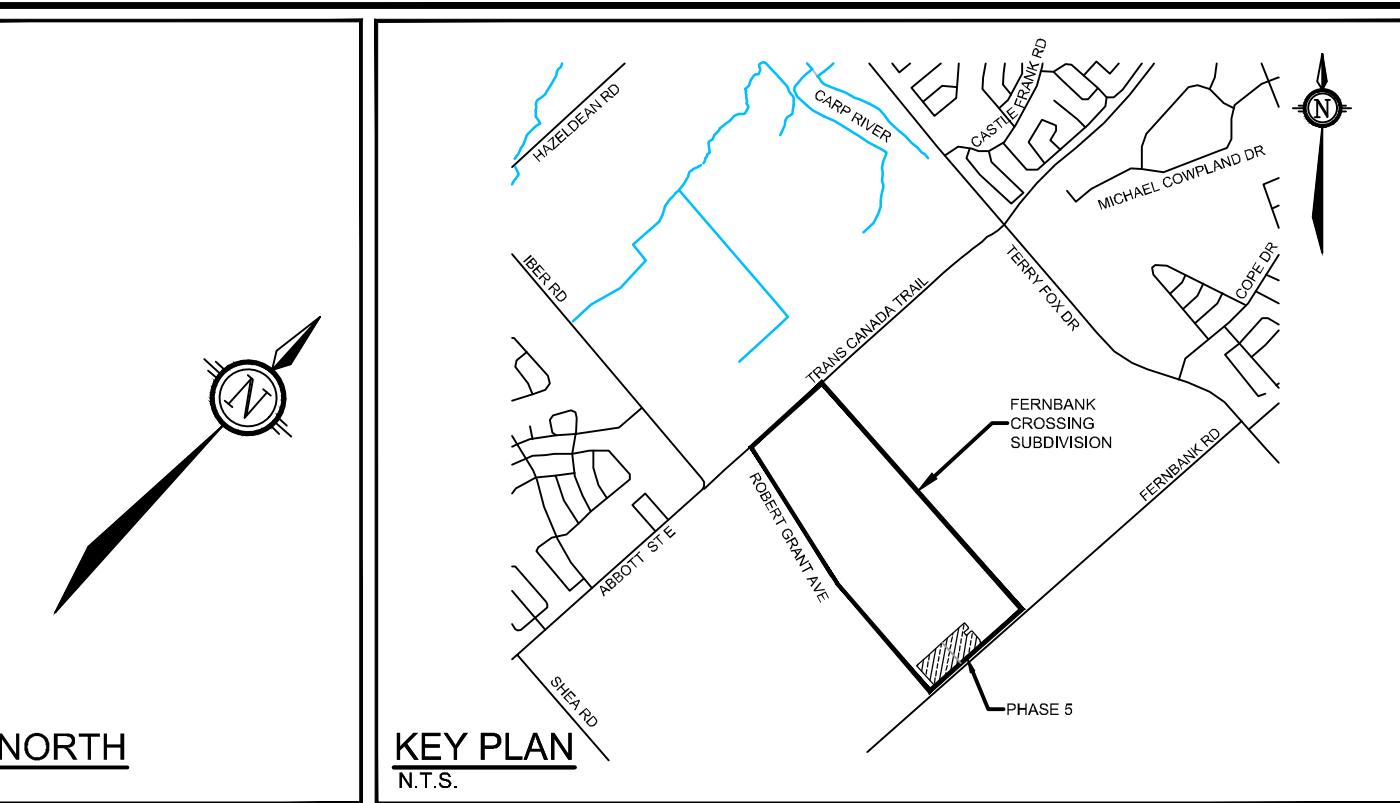 N
NORTH
HAZELDEAN RD
CARP RIVER
CASTLE FRANK RD
N
MICHAEL COWPLAND DR
IBER RD
TERRY FOX DR
COPE DR
TRANS CANADA TRAIL
FERNBANK
CROSSING
SUBDIVISION
FERNBANK RD
ROBERT GRANT AVE
ABBOTT ST E
SHEA RD
PHASE 5
KEY PLAN
N.T.S.